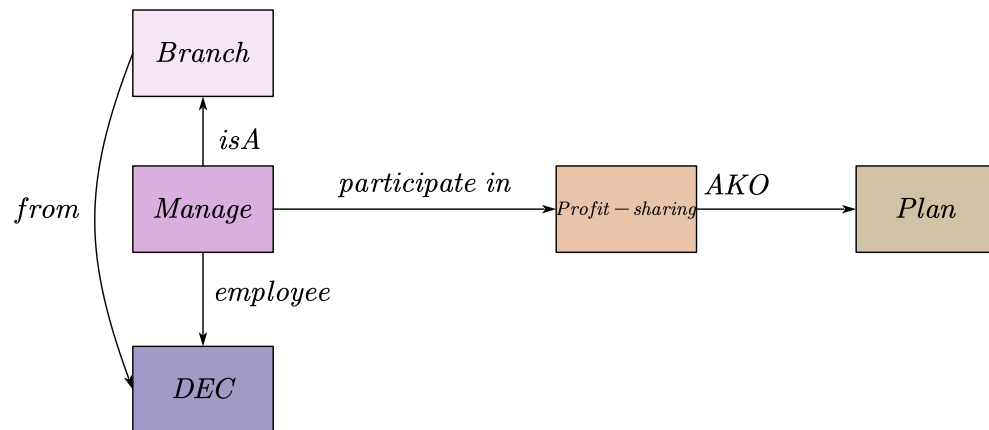 Branch
isA
participate in
AKO
from
Manage
Profit − sharing
Plan
employee
DEC